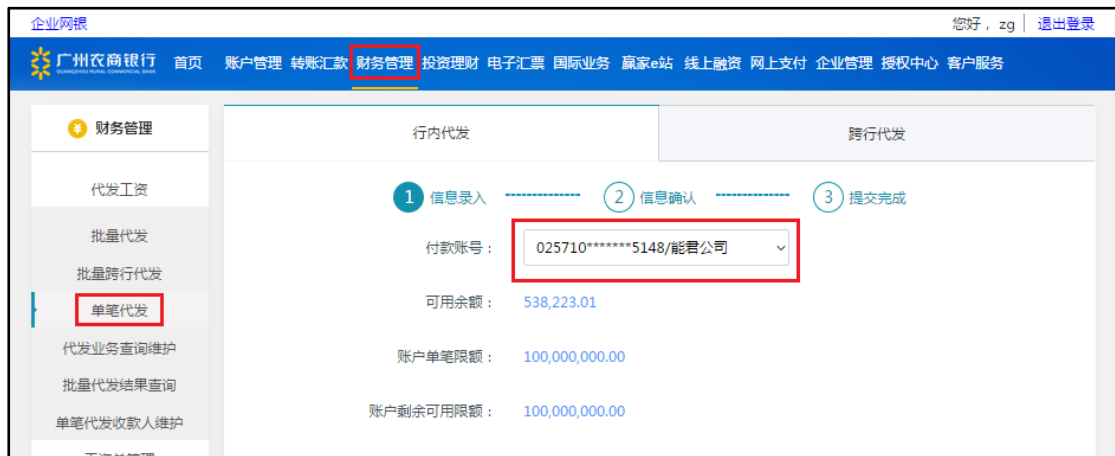 企业网银 您好，zg 退出登录
广州农商银行 首页 账户管理 转账汇款 财务管理 投资理财 电子汇票 国际业务 赢家e站 线上融资 网上支付 企业管理 授权中心 客户服务
GUANGZHOU RURAL COMMERCIAL BANK
财务管理 行内代发 跨行代发
代发工资 1 信息录入 2 信息确认 3 提交完成
批量代发 付款账号： 025710*******5148/能君公司
批量跨行代发
单笔代发 可用余额： 538,223.01
代发业务查询维护 账户单笔限额： 100,000,000.00
批量代发结果查询
单笔代发收款人维护 账户剩余可用限额： 100,000,000.00